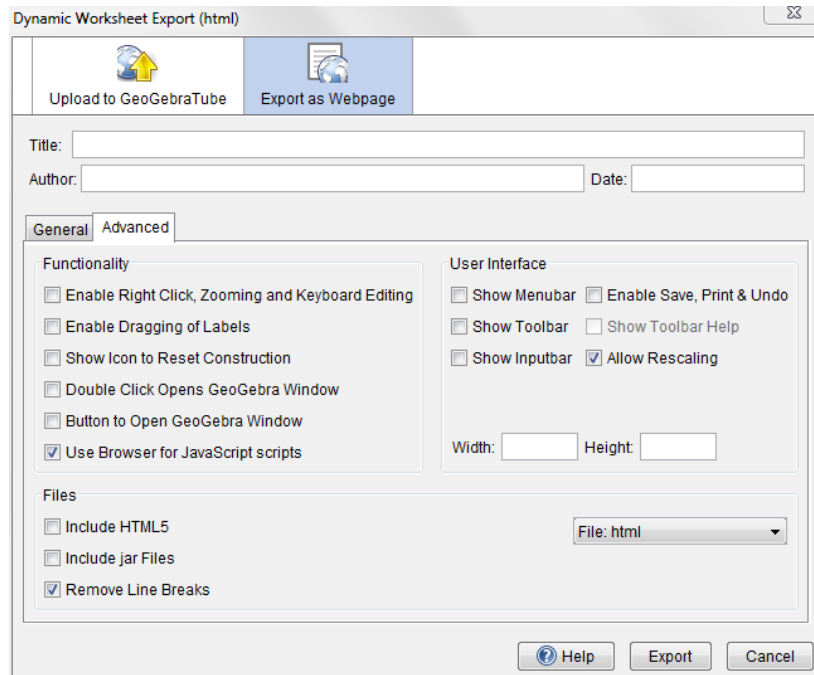 Dynamic Worksheet Export (html)
Upload to GeoGebraTube
Export as Webpage
Title:
Author:
Date:
General
Advanced
Functionality
Enable Right Click, Zooming and Keyboard Editing
Enable Dragging of Labels
Show Icon to Reset Construction
Double Click Opens GeoGebra Window
Button to Open GeoGebra Window
Use Browser for JavaScript scripts
User Interface
Show Menubar
Enable Save, Print & Undo
Show Toolbar
Show Toolbar Help
Show Inputbar
Allow Rescaling
Width:
Height:
Files
Include HTML5
Include jar Files
Remove Line Breaks
File: html
Help
Export
Cancel